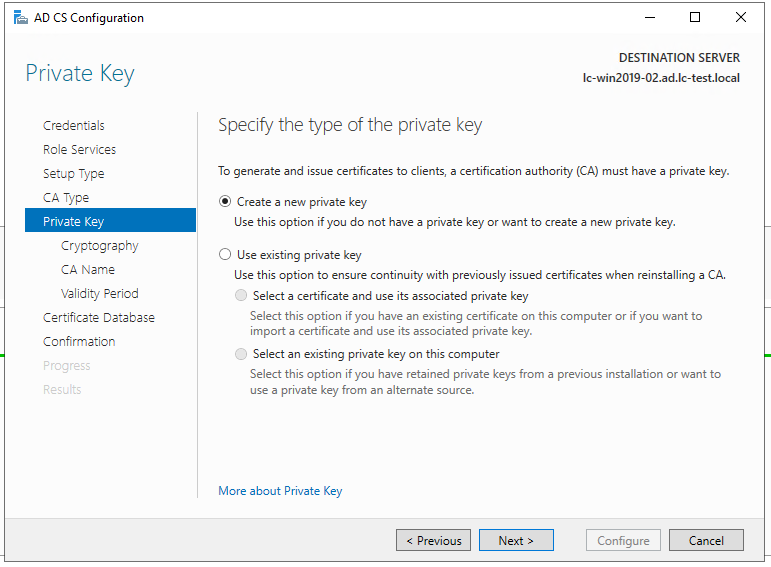 AD CS Configuration
Private Key
DESTINATION SERVER
lc-win2019-02.ad.lc-test.local
Credentials
Role Services
Setup Type
CA Type
Private Key
Cryptography
CA Name
Validity Period
Certificate Database
Confirmation
Progress
Results
Specify the type of the private key
To generate and issue certificates to clients, a certification authority (CA) must have a private key.
Create a new private key
Use this option if you do not have a private key or want to create a new private key.
Use existing private key
Use this option to ensure continuity with previously issued certificates when reinstalling a CA.
Select a certificate and use its associated private key
Select this option if you have an existing certificate on this computer or if you want to
import a certificate and use its associated private key.
Select an existing private key on this computer
Select this option if you have retained private keys from a previous installation or want to
use a private key from an alternate source.
More about Private Key
< Previous
Next >
Configure
Cancel